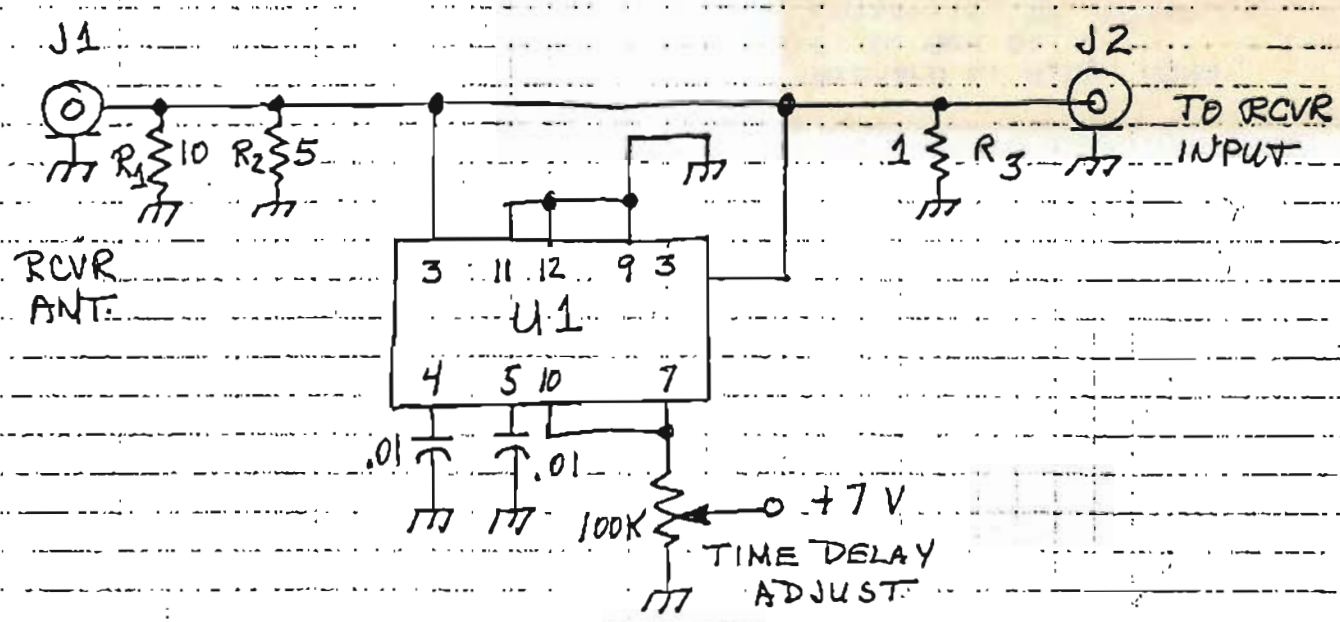 J1
J2
R1 10
R2 5
1 R3
TO RCVR
INPUT
RCVR
ANT.
3 11 12 9 3
U1
4 5 10 7
.01
.01
100K
+7 V
TIME DELAY
ADJUST.